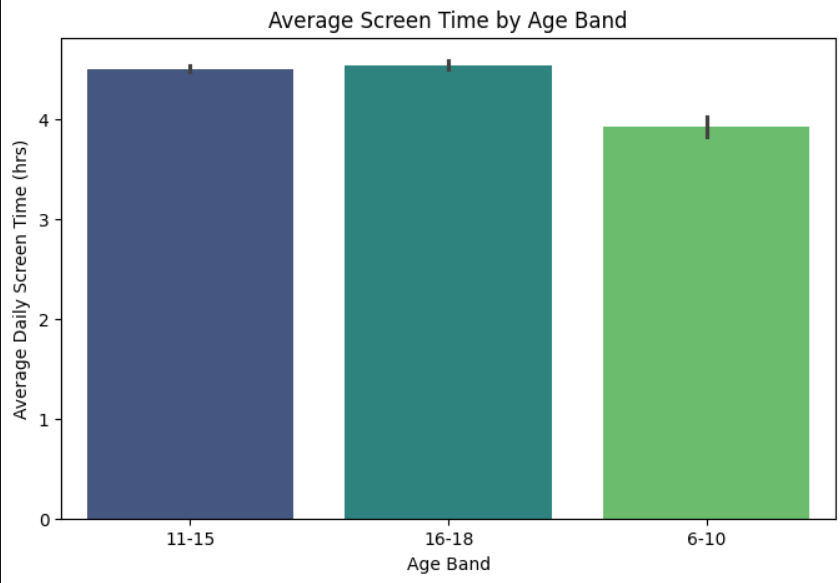 Average Screen Time by Age Band
Average Daily Screen Time (hrs)
4
3
2
1
0
11-15
16-18
6-10
Age Band